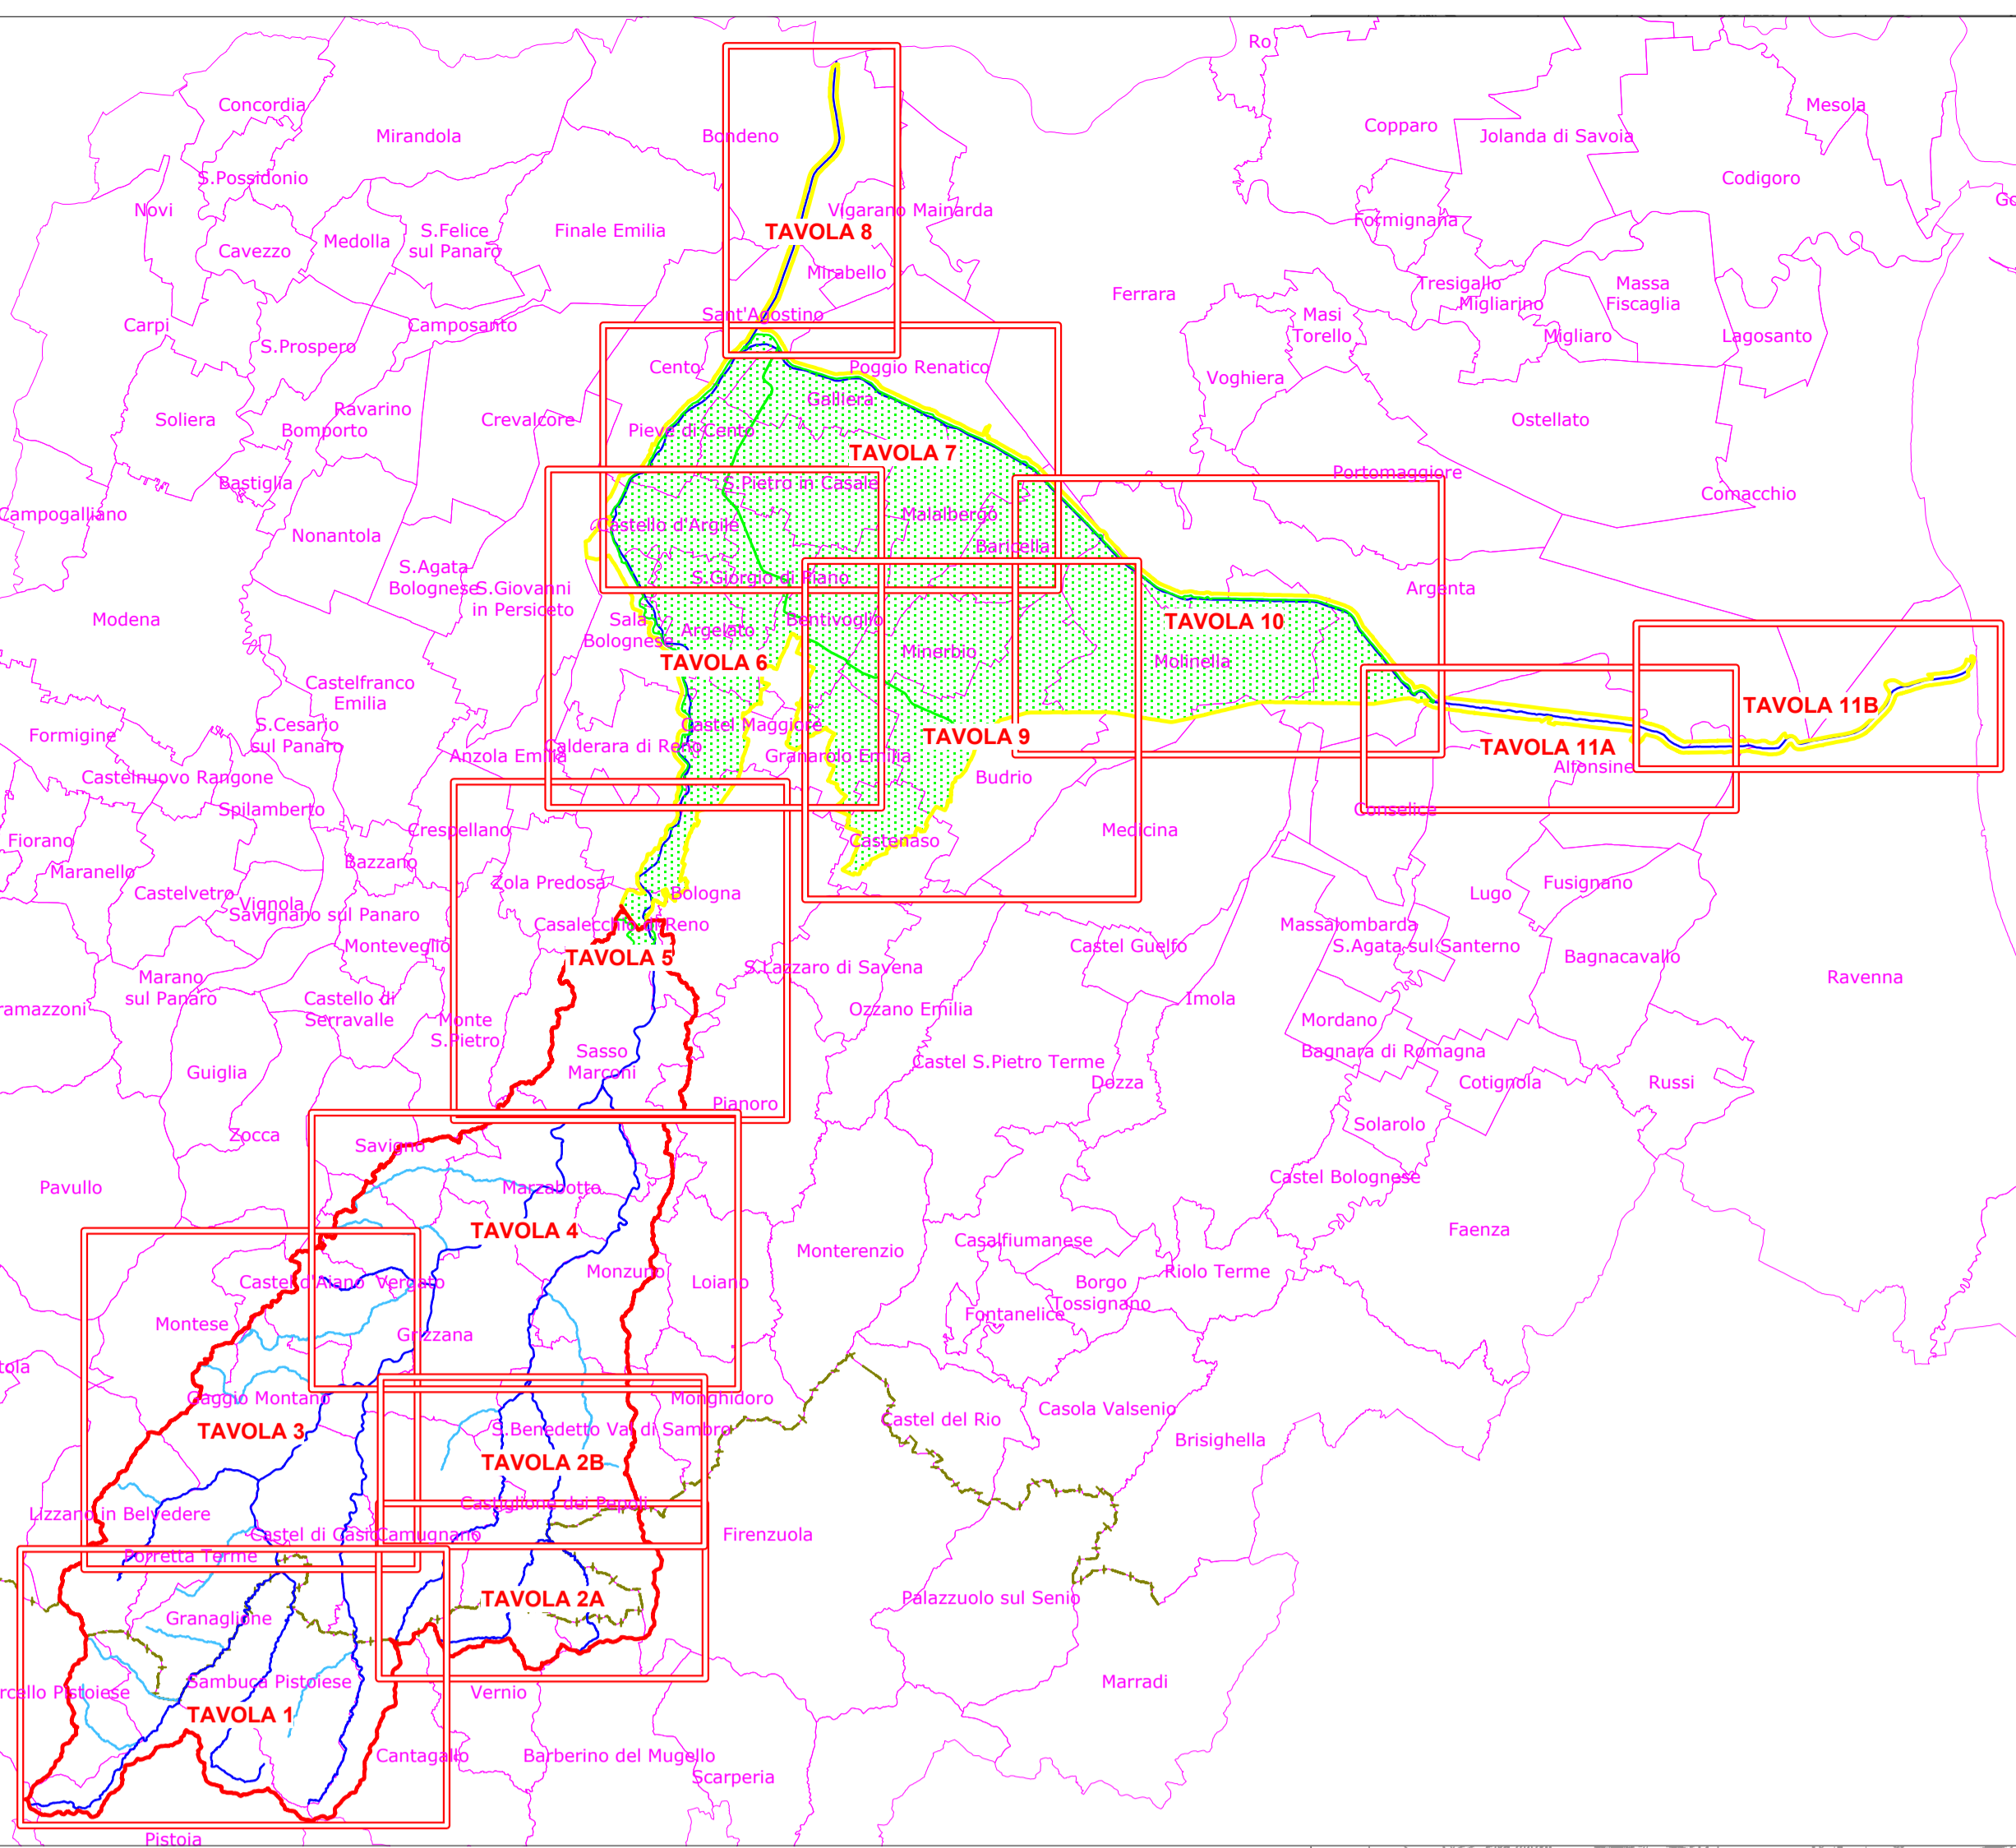 Ro
Concordia
Mesola
Mirandola
Bondeno
Copparo
Jolanda di Savoia
S.Possidonio
Codigoro
Novi
Vigarano Mainarda
Go
Formignana
S.Felice
sul Panaro
Finale Emilia
TAVOLA 8
Medolla
Cavezzo
Mirabello
Tresigallo
Massa
Fiscaglia
Ferrara
Migliarino
Sant'Agostino
Masi
Torello
Carpi
Camposanto
Migliaro
Lagosanto
S.Prospero
Cento
Poggio Renatico
Voghiera
Galliera
Ravarino
Soliera
Crevalcore
Ostellato
Bomporto
Pieve di Cento
TAVOLA 7
Portomaggiore
Bastiglia
S.Pietro in Casale
Comacchio
Campogalliano
Malalbergo
Castello d'Argile
Nonantola
Baricella
S.Agata
Bolognese
S.Giorgio di Piano
S.Giovanni
in Persiceto
Argenta
Modena
Sala
Bolognese
Bentivoglio
TAVOLA 10
Argelato
Minerbio
TAVOLA 6
Molinella
Castelfranco
Emilia
TAVOLA 11B
S.Cesario
sul Panaro
Castel Maggiore
Formigine
TAVOLA 9
Calderara di Reno
TAVOLA 11A
Anzola Emilia
Granarolo Emilia
Alfonsine
Castelnuovo Rangone
Budrio
Spilamberto
Conselice
Crespellano
Medicina
Fiorano
Castenaso
Bazzano
Maranello
Zola Predosa
Fusignano
Castelvetro
Bologna
Lugo
Vignola
Savignano sul Panaro
Casalecchio di Reno
Massalombarda
Monteveglio
Castel Guelfo
S.Agata sul Santerno
TAVOLA 5
Bagnacavallo
S.Lazzaro di Savena
Marano
sul Panaro
Ravenna
Castello di
Serravalle
Imola
ramazzoni
Ozzano Emilia
Monte
S.Pietro
Mordano
Sasso
Marconi
Bagnara di Romagna
Castel S.Pietro Terme
Guiglia
Dozza
Cotignola
Russi
Pianoro
Solarolo
Zocca
Savigno
Castel Bolognese
Pavullo
Marzabotto
TAVOLA 4
Faenza
Casalfiumanese
Monterenzio
Monzuno
Riolo Terme
Castel d'Aiano
Vergato
Loiano
Borgo
Tossignano
Fontanelice
Montese
Grizzana
tola
Gaggio Montano
Monghidoro
Casola Valsenio
Castel del Rio
TAVOLA 3
S.Benedetto Val di Sambro
Brisighella
TAVOLA 2B
Castiglione dei Pepoli
Lizzano in Belvedere
Castel di Casio
Camugnano
Firenzuola
Porretta Terme
TAVOLA 2A
Palazzuolo sul Senio
Granaglione
Sambuca Pistoiese
Marradi
rcello Pistoiese
Vernio
TAVOLA 1
Cantagallo
Barberino del Mugello
Scarperia
Pistoia